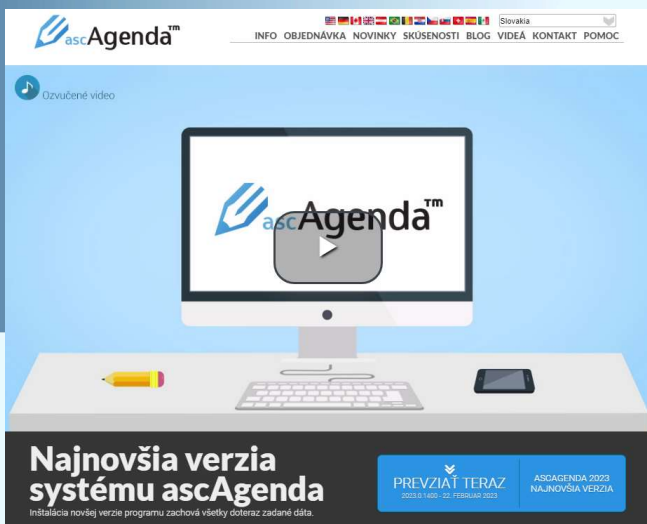 ascAgenda™
Slovakia
INFO OBJEDNÁVKA NOVINKY SKÚSENOSTI BLOG VIDEÁ KONTAKT POMOC
Ozvučené video
ascAgenda™
Najnovšia verzia
systému ascAgenda
Inštalácia novšej verzie programu zachová všetky doteraz zadané dáta.
PREVZIAŤ TERAZ
2023.0.1400 - 22. FEBRUÁR 2023
ASCAGENDA 2023
NAJNOVŠIA VERZIA